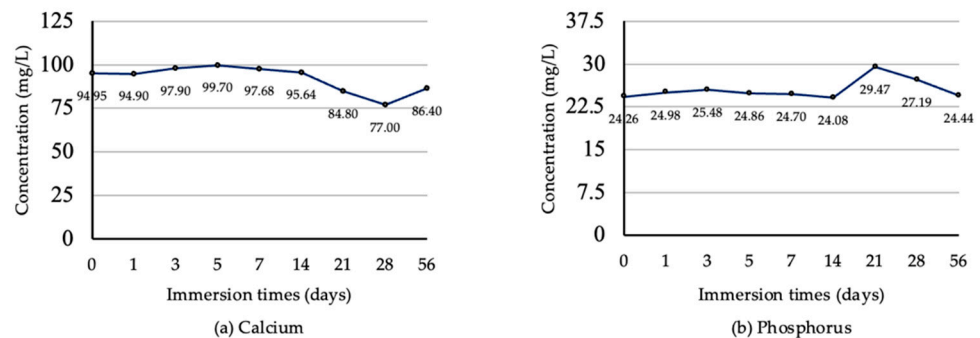 125
100
75
50
25
0
Concentration (mg/L)
94.95 94.90 97.90 99.70 97.68 95.64 84.80 77.00 86.40
0 1 3 5 7 14 21 28 56
Immersion times (days)
(a) Calcium
37.5
30
22.5
15
7.5
0
Concentration (mg/L)
24.26 24.98 25.48 24.86 24.70 24.08 29.47 27.19 24.44
0 1 3 5 7 14 21 28 56
Immersion times (days)
(b) Phosphorus